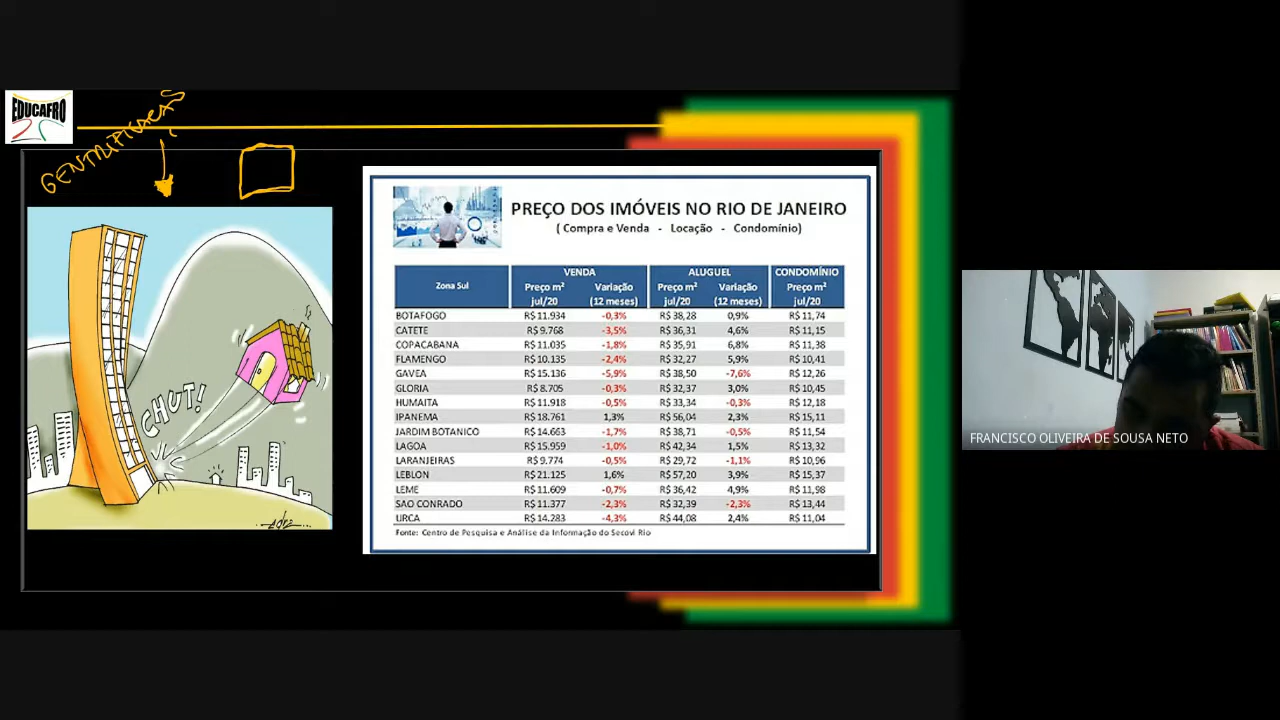 EDUCAFRO
GENTRIFICAÇÃO
CHUT!
PREÇO DOS IMÓVEIS NO RIO DE JANEIRO
( Compra e Venda - Locação - Condomínio)
Zona Sul VENDA ALUGUEL CONDOMÍNIO
Preço m² Variação Preço m² Variação Preço m²
jul/20 (12 meses) jul/20 (12 meses) jul/20
BOTAFOGO R$ 11.934 -0,3% R$ 38,28 0,9% R$ 11,74
CATETE R$ 9.768 -3,5% R$ 36,31 4,6% R$ 11,15
COPACABANA R$ 11.035 -1,8% R$ 35,91 6,8% R$ 11,38
FLAMENGO R$ 10.135 -2,4% R$ 32,27 5,9% R$ 10,41
GAVEA R$ 15.136 -5,9% R$ 38,50 -7,6% R$ 12,26
GLORIA R$ 8.705 -0,3% R$ 32,37 3,0% R$ 10,45
HUMAITA R$ 11.918 -0,5% R$ 33,34 -0,3% R$ 12,18
IPANEMA R$ 18.761 1,3% R$ 56,04 2,3% R$ 15,11
JARDIM BOTANICO R$ 14.663 -1,7% R$ 38,71 -0,5% R$ 11,54
LAGOA R$ 15.959 -1,0% R$ 42,34 1,5% R$ 13,32
LARANJEIRAS R$ 9.774 -0,5% R$ 29,72 -1,1% R$ 10,96
LEBLON R$ 21.125 1,6% R$ 57,20 3,9% R$ 15,37
LEME R$ 11.609 -0,7% R$ 36,42 4,9% R$ 11,98
SAO CONRADO R$ 11.377 -2,3% R$ 32,39 -2,3% R$ 13,44
URCA R$ 14.283 -4,3% R$ 44,08 2,4% R$ 11,04
Fonte: Centro de Pesquisa e Análise da Informação do Secovi Rio
FRANCISCO OLIVEIRA DE SOUSA NETO